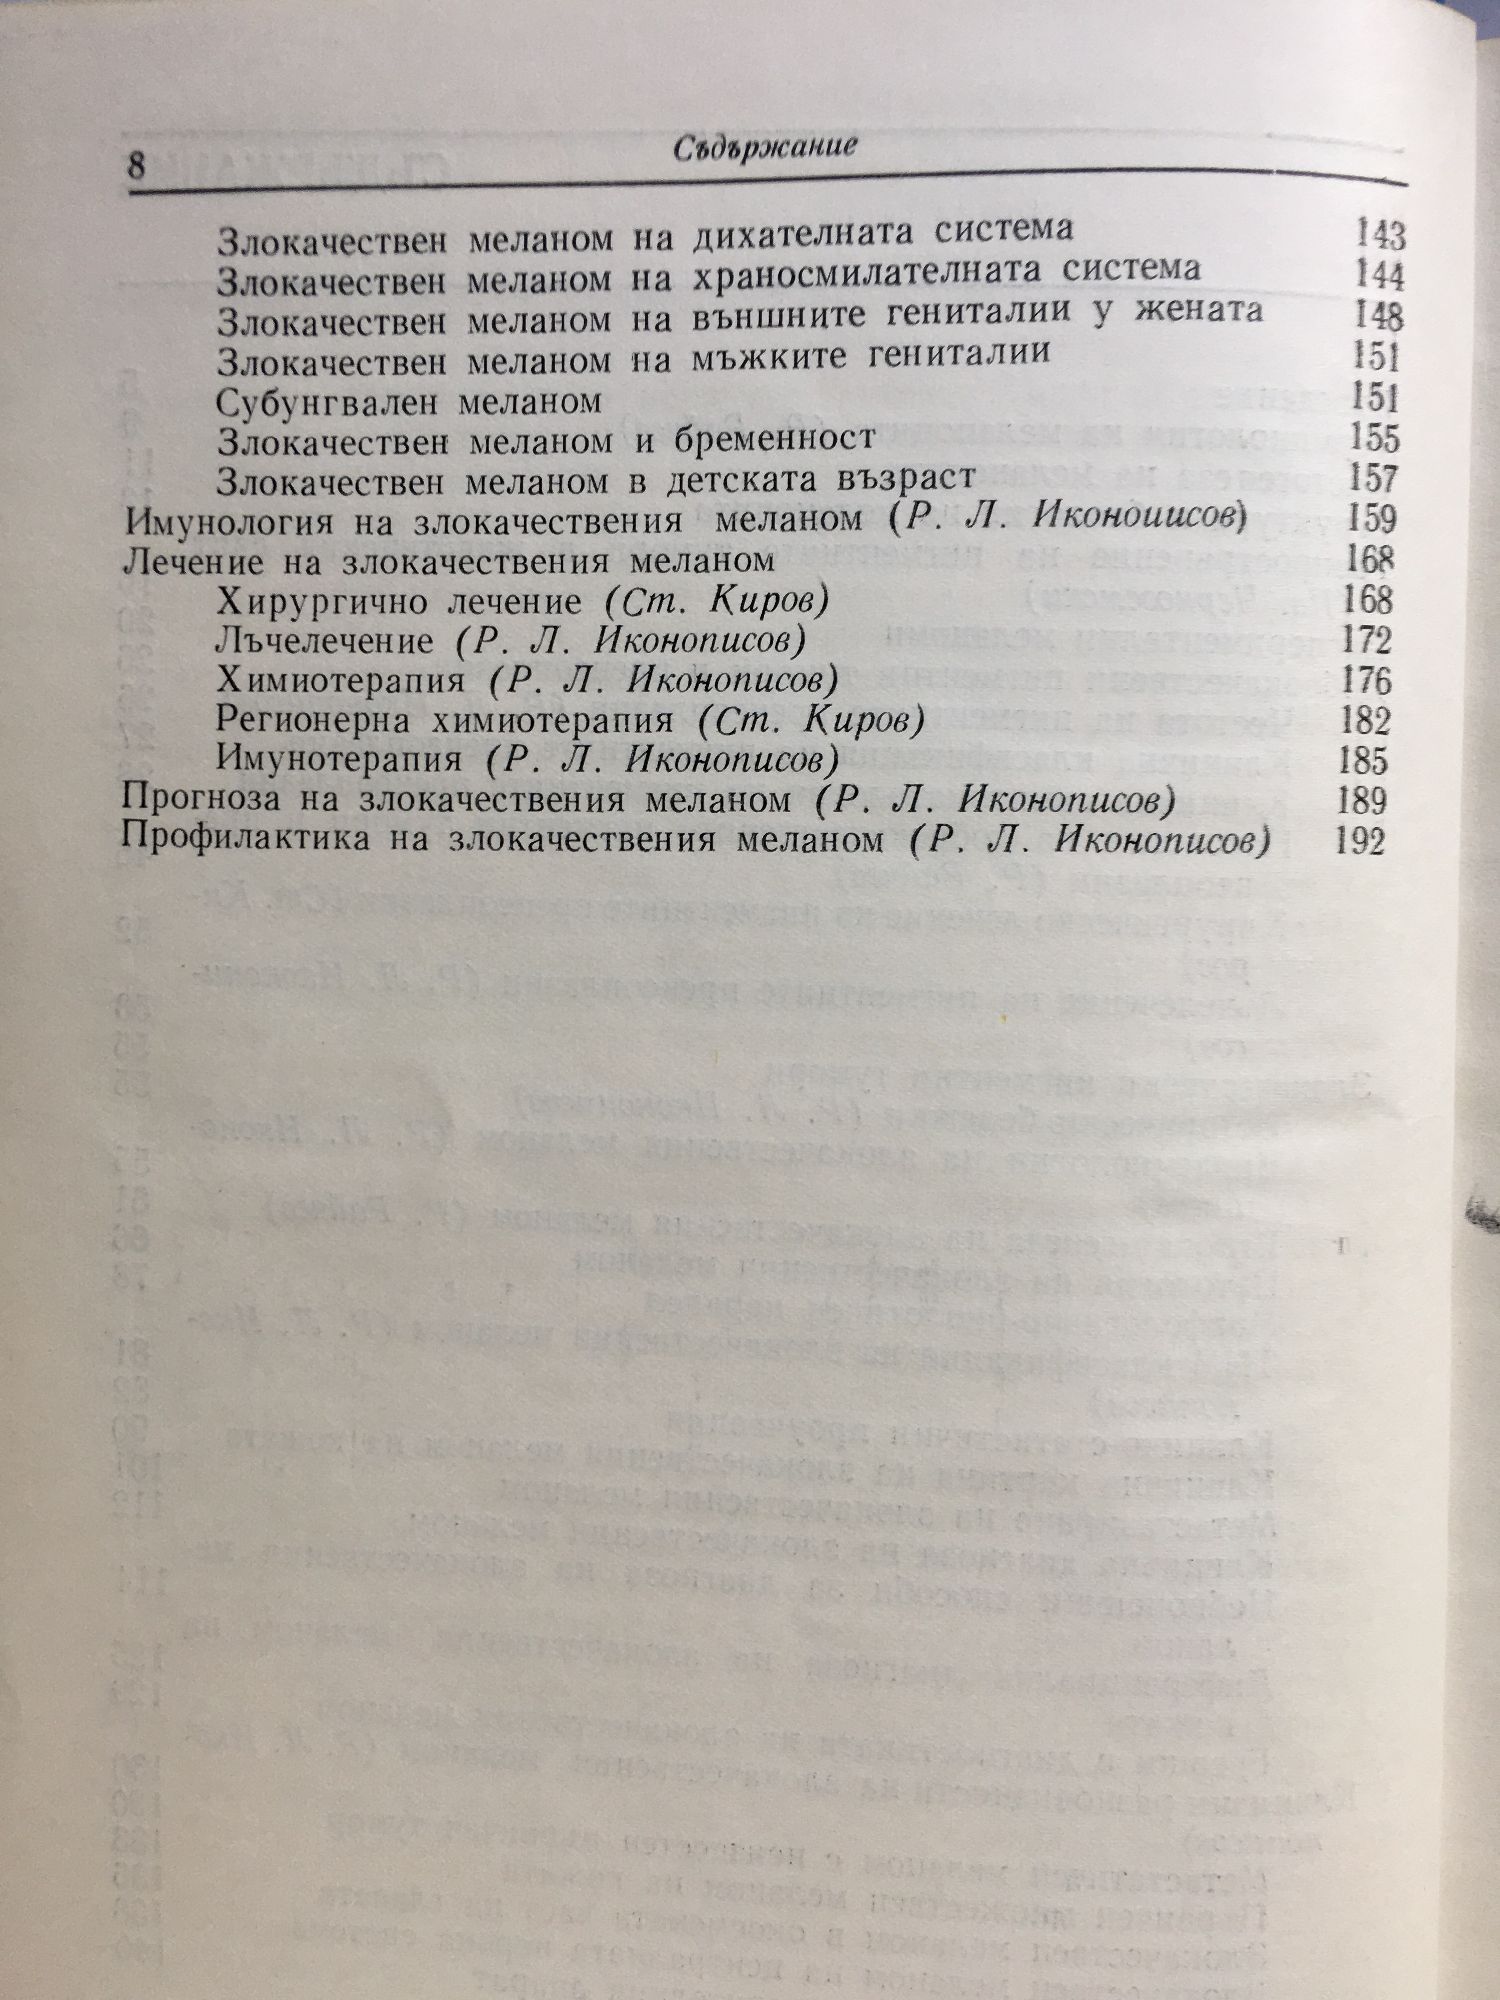 8 Съдържание
Злокачествен меланом на дихателната система 143
Злокачествен меланом на храносмилателната система 144
Злокачествен меланом на външните гениталии у жената 148
Злокачествен меланом на мъжките гениталии 151
Субунгвален меланом 151
Злокачествен меланом и бременност 155
Злокачествен меланом в детската възраст 157
Имунология на злокачествения меланом (Р. Л. Иконописов) 159
Лечение на злокачествения меланом 168
Хирургично лечение (Ст. Киров) 168
Лъчелечение (Р. Л. Иконописов) 172
Химиотерапия (Р. Л. Иконописов) 176
Регионерна химиотерапия (Ст. Киров) 182
Имунотерапия (Р. Л. Иконописов) 185
Прогноза на злокачествения меланом (Р. Л. Иконописов) 189
Профилактика на злокачествения меланом (Р. Л. Иконописов) 192